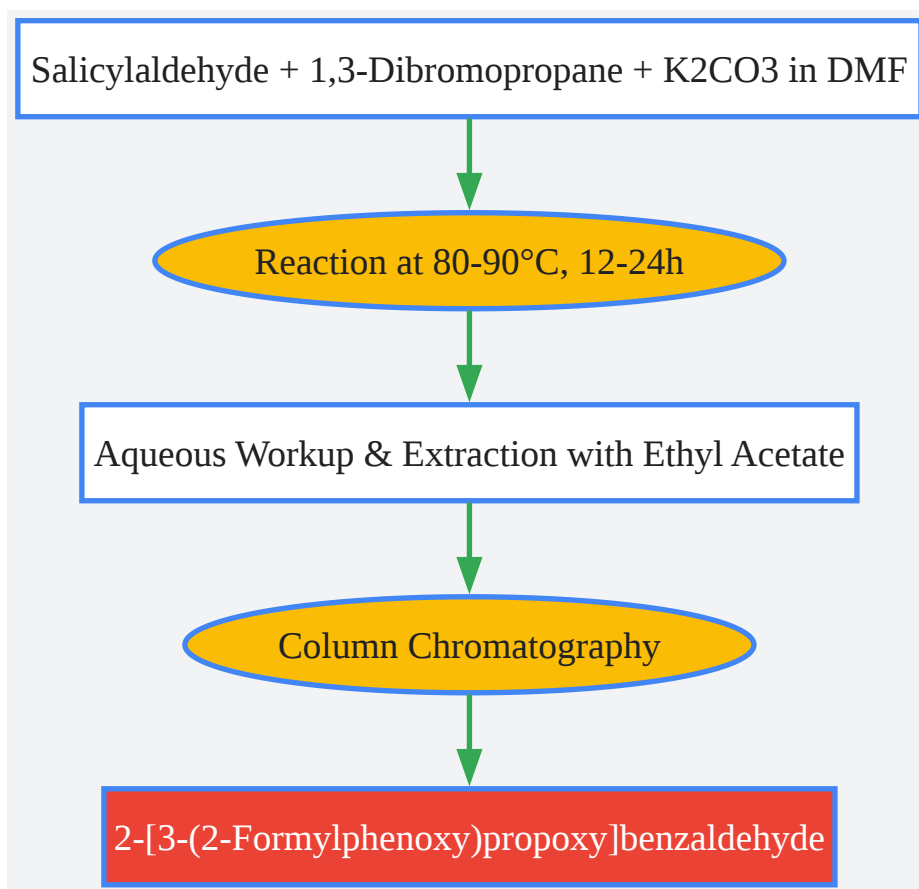 Salicylaldehyde + 1,3-Dibromopropane + K2CO3 in DMF
Reaction at 80-90°C, 12-24h
Aqueous Workup & Extraction with Ethyl Acetate
Column Chromatography
2-[3-(2-Formylphenoxy)propoxy]benzaldehyde